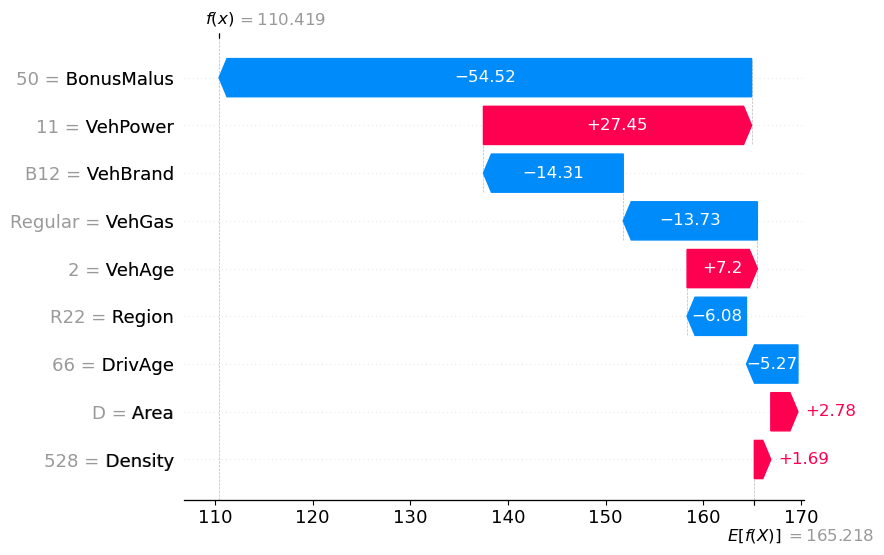 f(x) = 110.419
50 = BonusMalus −54.52
11 = VehPower +27.45
B12 = VehBrand −14.31
Regular = VehGas −13.73
2 = VehAge +7.2
R22 = Region −6.08
66 = DrivAge −5.27
D = Area +2.78
528 = Density +1.69
110 120 130 140 150 160 170
E[f(X)] = 165.218